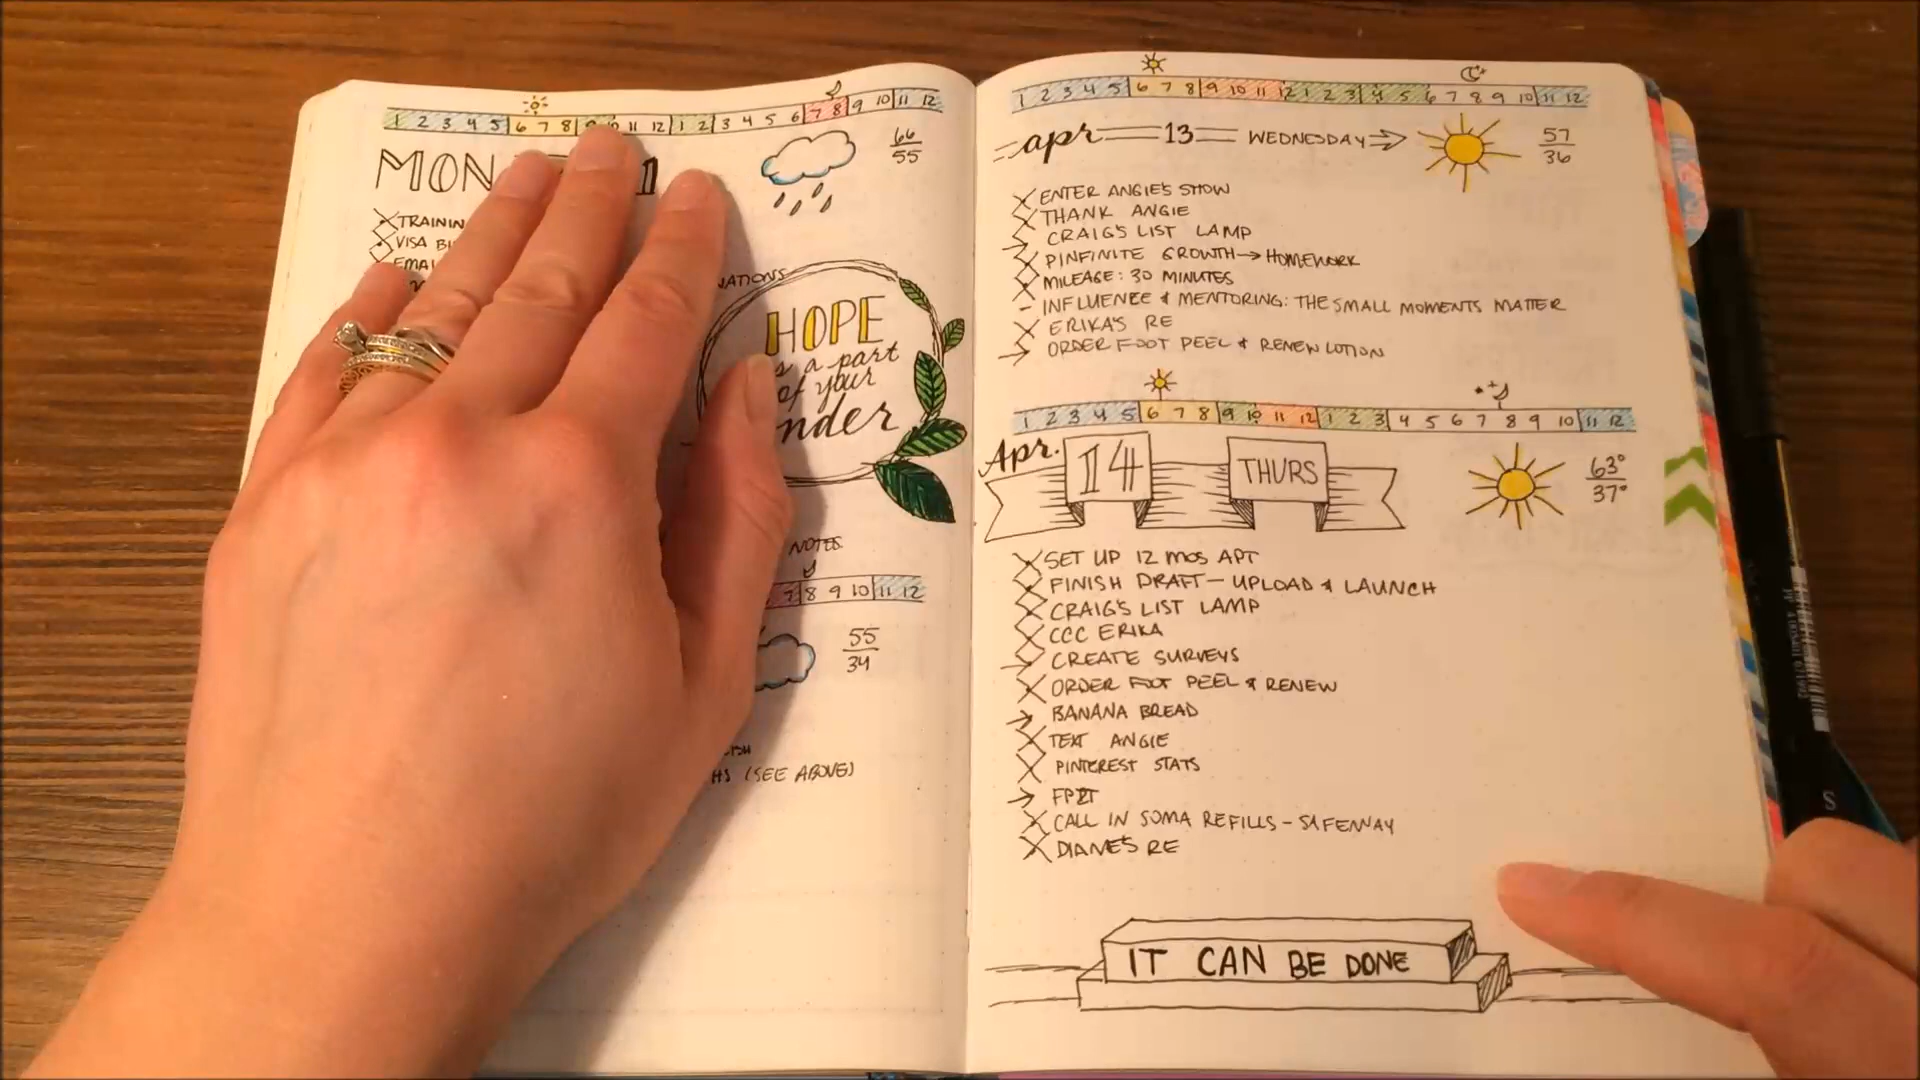 1 2 3 4 5 6 7 8 9 10 11 12 1 2 3 4 5 6 7 8 9 10 11 12
MON
66
55
TRAININ
VISA BI
EMAI
NATIONS
HOPE
s a part
of your
nder
NOTES
7 8 9 10 11 12
55
34
HS (SEE ABOVE)
1 2 3 4 5 6 7 8 9 10 11 12 1 2 3 4 5 6 7 8 9 10 11 12
apr 13 WEDNESDAY
57
36
ENTER ANGIE'S SHOW
THANK ANGIE
CRAIG'S LIST LAMP
PINFINITE GROWTH → HOMEWORK
MILEAGE: 30 MINUTES
- INFLUENCE & MENTORING: THE SMALL MOMENTS MATTER
ERIKA'S RE
→ ORDER FOOT PEEL & RENEW LOTION
1 2 3 4 5 6 7 8 9 10 11 12 1 2 3 4 5 6 7 8 9 10 11 12
Apr. 14 THURS
63°
37°
SET UP 12 MOS APT
FINISH DRAFT - UPLOAD & LAUNCH
CRAIG'S LIST LAMP
CCC ERIKA
CREATE SURVEYS
ORDER FOOT PEEL & RENEW
→ BANANA BREAD
TEXT ANGIE
PINTEREST STATS
CALL IN SOMA REFILLS - SAFEWAY
DIANE'S RE
IT CAN BE DONE
S